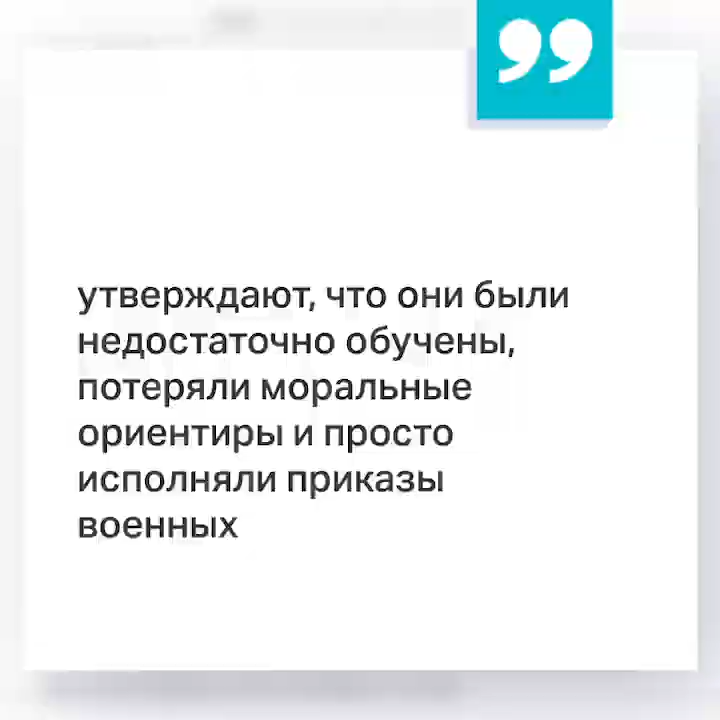 утверждают, что они были
недостаточно обучены,
потеряли моральные
ориентиры и просто
исполняли приказы
военных